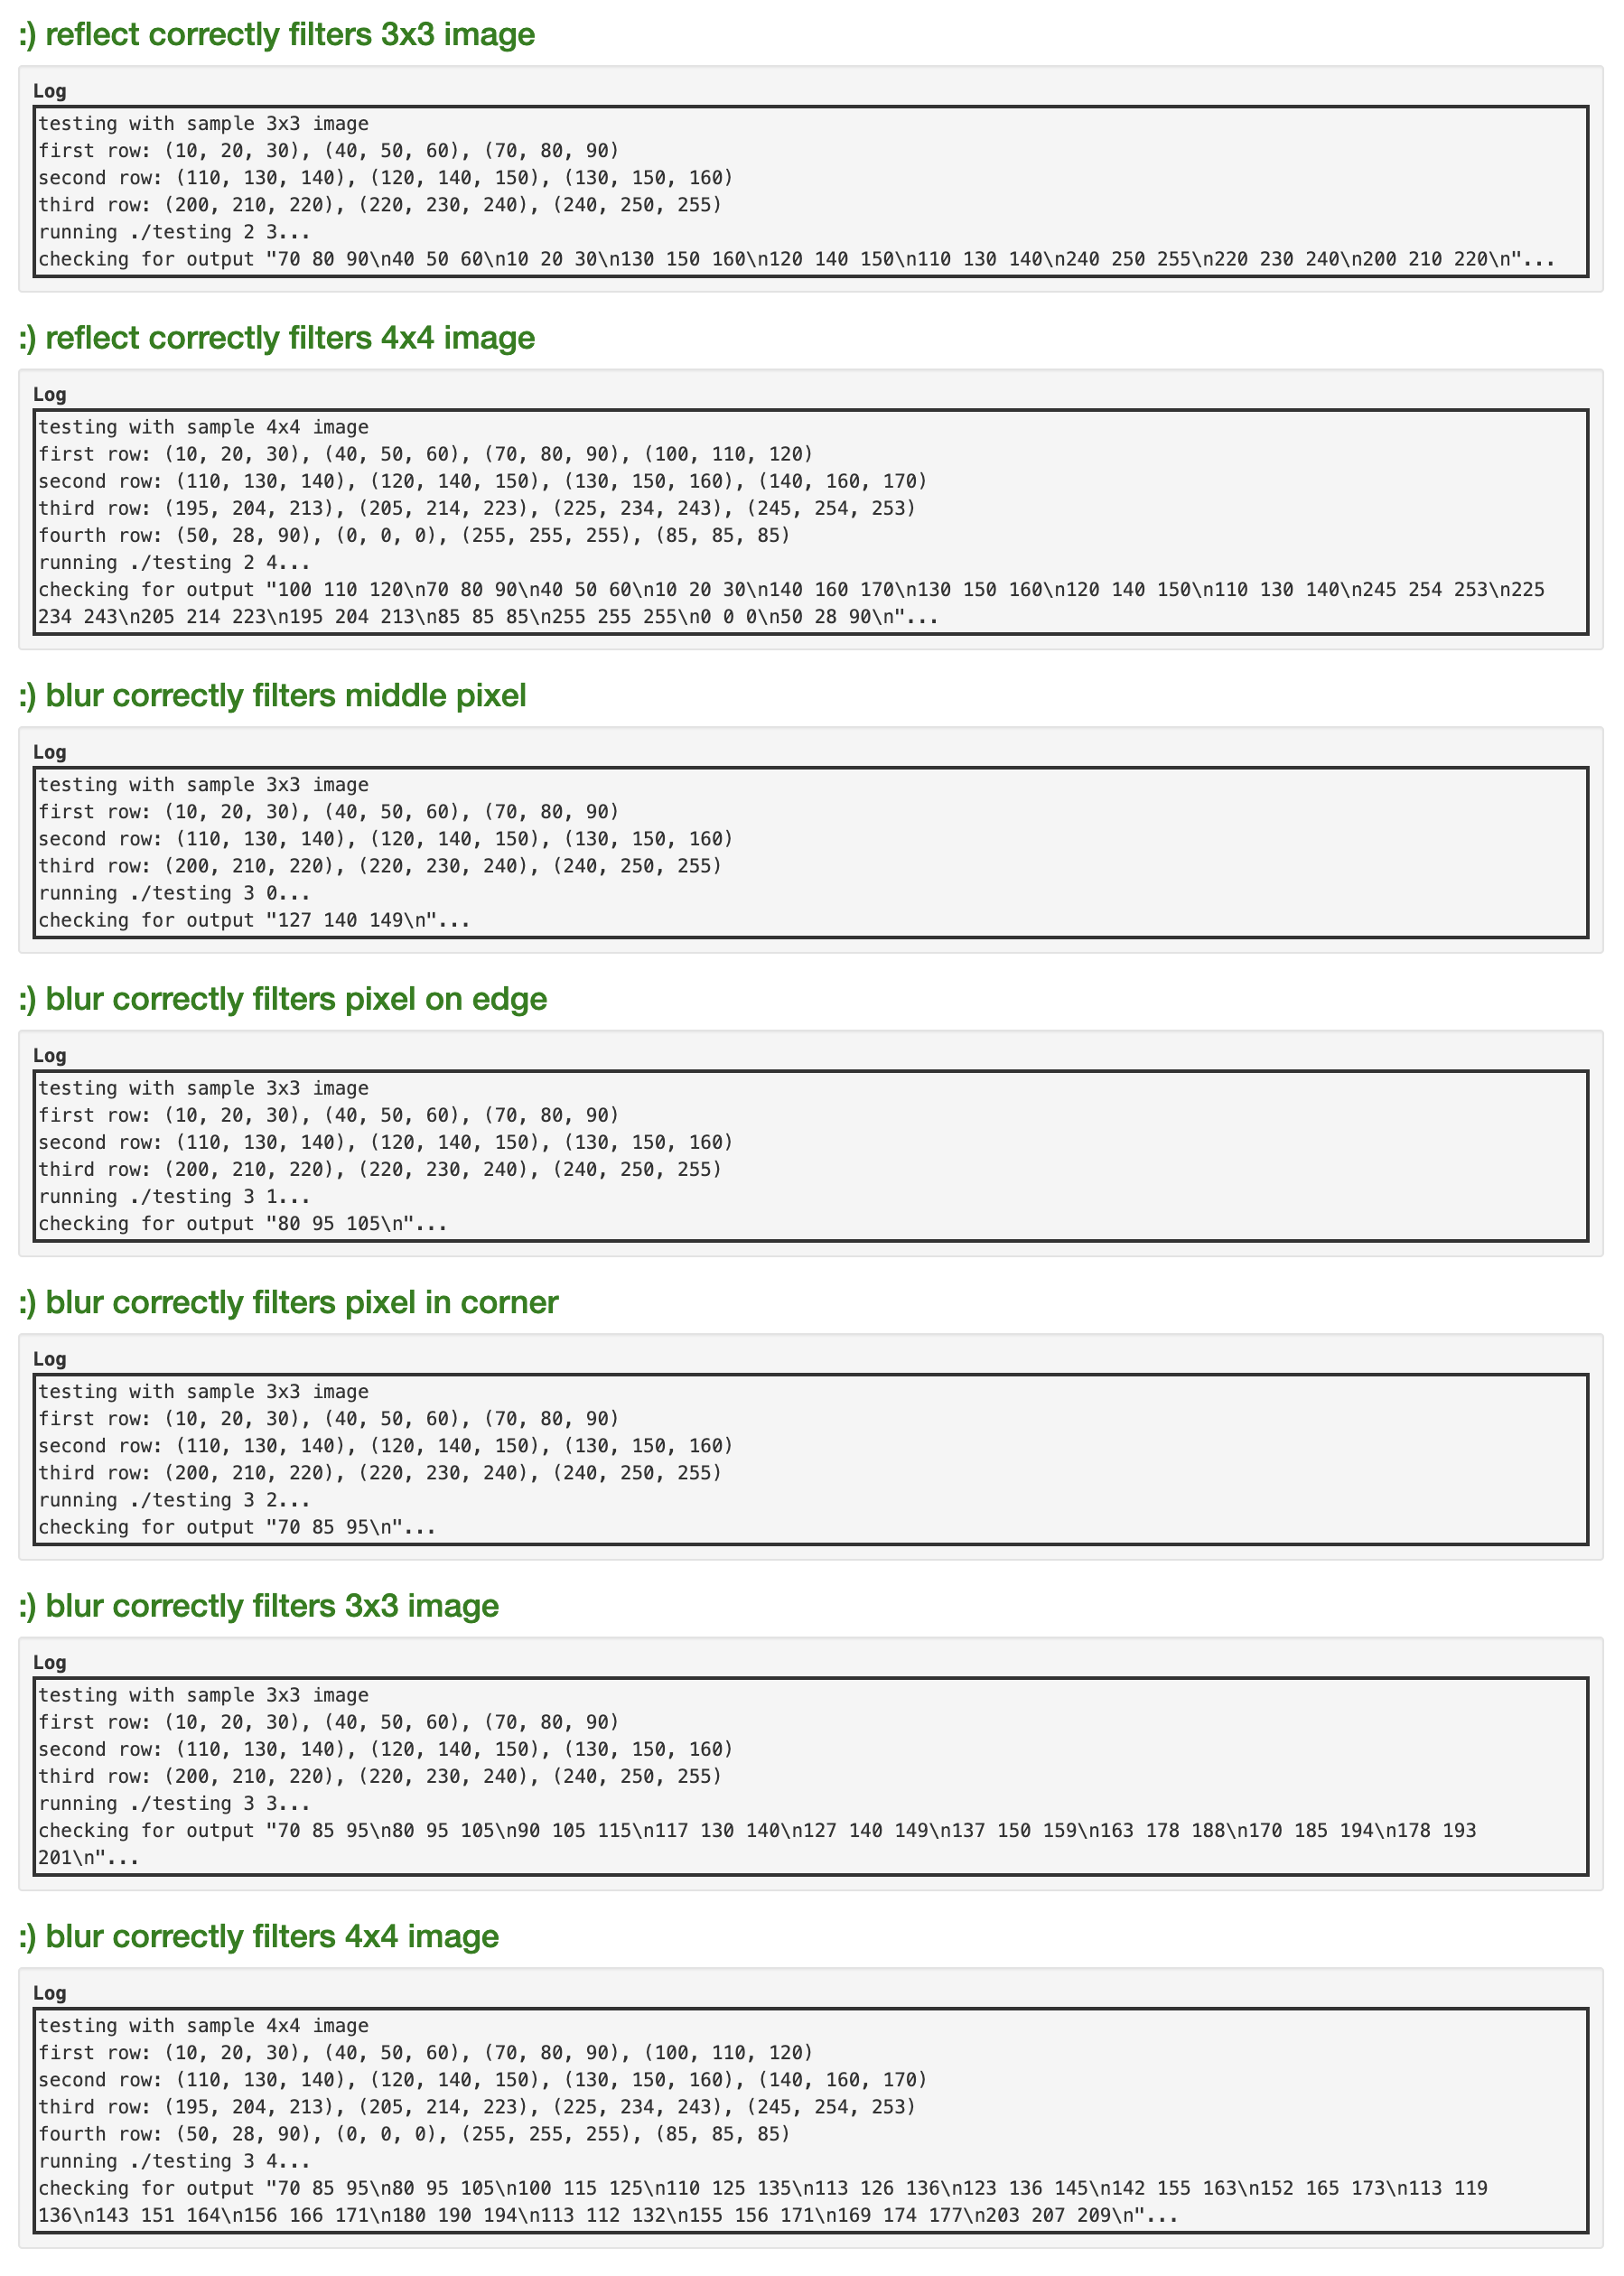 :) reflect correctly filters 3x3 image
Log
testing with sample 3x3 image
first row: (10, 20, 30), (40, 50, 60), (70, 80, 90)
second row: (110, 130, 140), (120, 140, 150), (130, 150, 160)
third row: (200, 210, 220), (220, 230, 240), (240, 250, 255)
running ./testing 2 3...
checking for output "70 80 90\n40 50 60\n10 20 30\n130 150 160\n120 140 150\n110 130 140\n240 250 255\n220 230 240\n200 210 220\n"...
:) reflect correctly filters 4x4 image
Log
testing with sample 4x4 image
first row: (10, 20, 30), (40, 50, 60), (70, 80, 90), (100, 110, 120)
second row: (110, 130, 140), (120, 140, 150), (130, 150, 160), (140, 160, 170)
third row: (195, 204, 213), (205, 214, 223), (225, 234, 243), (245, 254, 253)
fourth row: (50, 28, 90), (0, 0, 0), (255, 255, 255), (85, 85, 85)
running ./testing 2 4...
checking for output "100 110 120\n70 80 90\n40 50 60\n10 20 30\n140 160 170\n130 150 160\n120 140 150\n110 130 140\n245 254 253\n225
234 243\n205 214 223\n195 204 213\n85 85 85\n255 255 255\n0 0 0\n50 28 90\n"...
:) blur correctly filters middle pixel
Log
testing with sample 3x3 image
first row: (10, 20, 30), (40, 50, 60), (70, 80, 90)
second row: (110, 130, 140), (120, 140, 150), (130, 150, 160)
third row: (200, 210, 220), (220, 230, 240), (240, 250, 255)
running ./testing 3 0...
checking for output "127 140 149\n"...
:) blur correctly filters pixel on edge
Log
testing with sample 3x3 image
first row: (10, 20, 30), (40, 50, 60), (70, 80, 90)
second row: (110, 130, 140), (120, 140, 150), (130, 150, 160)
third row: (200, 210, 220), (220, 230, 240), (240, 250, 255)
running ./testing 3 1...
checking for output "80 95 105\n"...
:) blur correctly filters pixel in corner
Log
testing with sample 3x3 image
first row: (10, 20, 30), (40, 50, 60), (70, 80, 90)
second row: (110, 130, 140), (120, 140, 150), (130, 150, 160)
third row: (200, 210, 220), (220, 230, 240), (240, 250, 255)
running ./testing 3 2...
checking for output "70 85 95\n"...
:) blur correctly filters 3x3 image
Log
testing with sample 3x3 image
first row: (10, 20, 30), (40, 50, 60), (70, 80, 90)
second row: (110, 130, 140), (120, 140, 150), (130, 150, 160)
third row: (200, 210, 220), (220, 230, 240), (240, 250, 255)
running ./testing 3 3...
checking for output "70 85 95\n80 95 105\n90 105 115\n117 130 140\n127 140 149\n137 150 159\n163 178 188\n170 185 194\n178 193
201\n"...
:) blur correctly filters 4x4 image
Log
testing with sample 4x4 image
first row: (10, 20, 30), (40, 50, 60), (70, 80, 90), (100, 110, 120)
second row: (110, 130, 140), (120, 140, 150), (130, 150, 160), (140, 160, 170)
third row: (195, 204, 213), (205, 214, 223), (225, 234, 243), (245, 254, 253)
fourth row: (50, 28, 90), (0, 0, 0), (255, 255, 255), (85, 85, 85)
running ./testing 3 4...
checking for output "70 85 95\n80 95 105\n100 115 125\n110 125 135\n113 126 136\n123 136 145\n142 155 163\n152 165 173\n113 119
136\n143 151 164\n156 166 171\n180 190 194\n113 112 132\n155 156 171\n169 174 177\n203 207 209\n"...